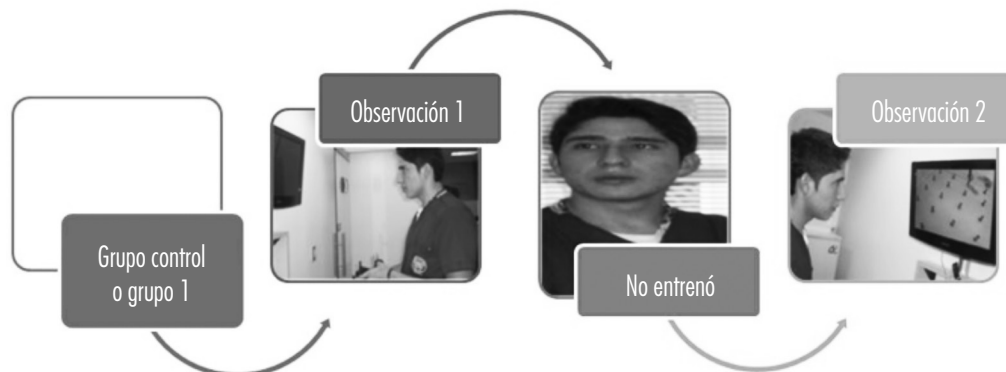 Grupo control
o grupo 1
Observación 1
No entrenó
Observación 2